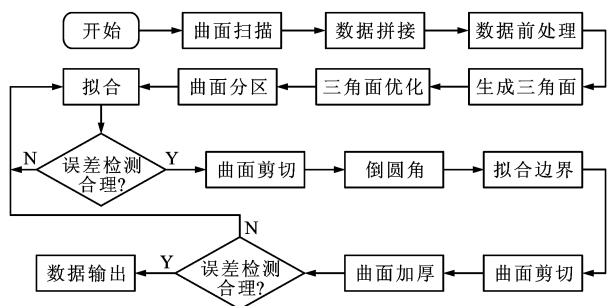 开始
曲面扫描
数据拼接
数据前处理
拟合
曲面分区
三角面优化
生成三角面
N
误差检测
合理?
Y
曲面剪切
倒圆角
拟合边界
N
数据输出
Y
误差检测
合理?
曲面加厚
曲面剪切